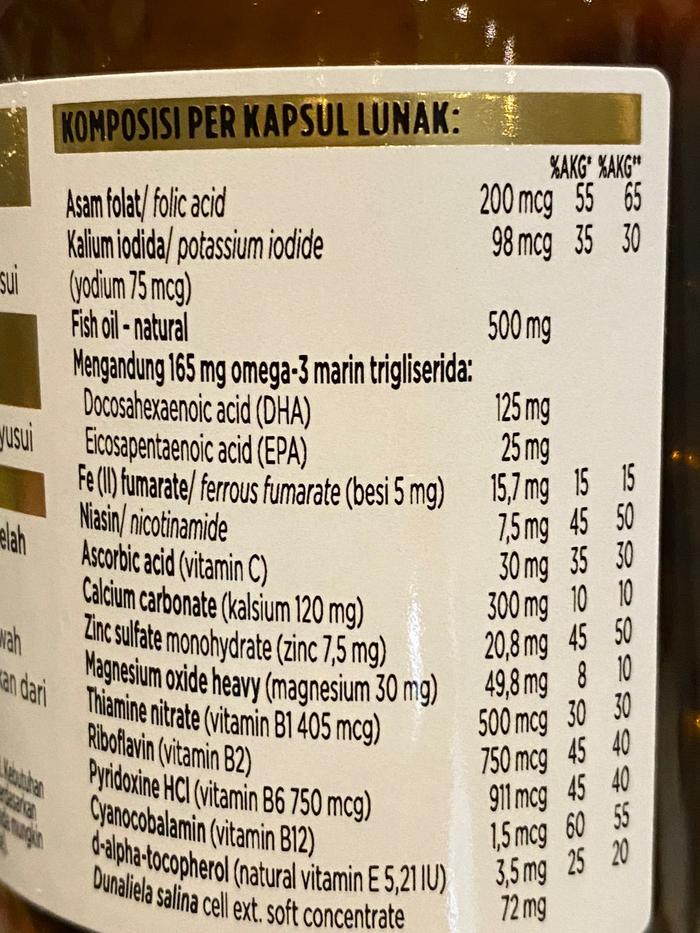 KOMPOSISI PER KAPSUL LUNAK:
%AKG* %AKG**
Asam folat/ folic acid 200 mcg 55 65
Kalium iodida/ potassium iodide 98 mcg 35 30
(yodium 75 mcg)
Fish oil - natural 500 mg
Mengandung 165 mg omega-3 marin trigliserida:
Docosahexaenoic acid (DHA) 125 mg
Eicosapentaenoic acid (EPA) 25 mg
Fe (II) fumarate/ ferrous fumarate (besi 5 mg) 15,7 mg 15 15
Niasin/ nicotinamide 7,5 mg 45 50
Ascorbic acid (vitamin C) 30 mg 35 30
Calcium carbonate (kalsium 120 mg) 300 mg 10 10
Zinc sulfate monohydrate (zinc 7,5 mg) 20,8 mg 45 50
Magnesium oxide heavy (magnesium 30 mg) 49,8 mg 8 10
Thiamine nitrate (vitamin B1 405 mcg) 500 mcg 30 30
Riboflavin (vitamin B2) 750 mcg 45 40
Pyridoxine HCl (vitamin B6 750 mcg) 911 mcg 45 40
Cyanocobalamin (vitamin B12) 1,5 mcg 60 55
d-alpha-tocopherol (natural vitamin E 5,21 IU) 3,5 mg 25 20
Dunaliela salina cell ext. soft concentrate 72 mg
sui
yusui
elah
wah
kan dari
Kebutuhan
mungkin